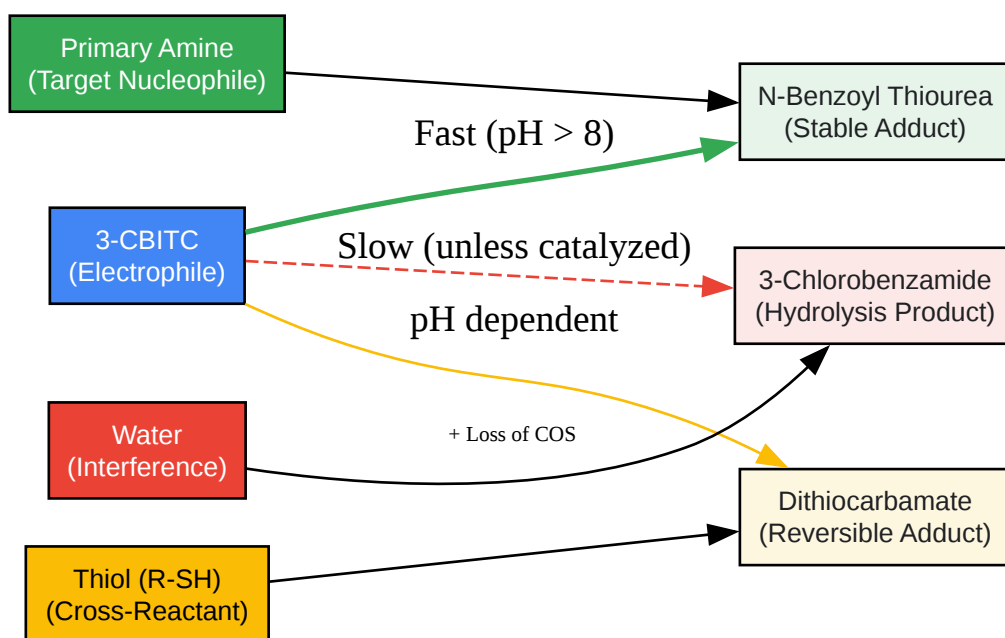 Primary Amine
(Target Nucleophile)
N-Benzoyl Thiourea
(Stable Adduct)
Fast (pH > 8)
3-CBITC
(Electrophile)
Slow (unless catalyzed)
3-Chlorobenzamide
(Hydrolysis Product)
pH dependent
Water
(Interference)
+ Loss of COS
Dithiocarbamate
(Reversible Adduct)
Thiol (R-SH)
(Cross-Reactant)